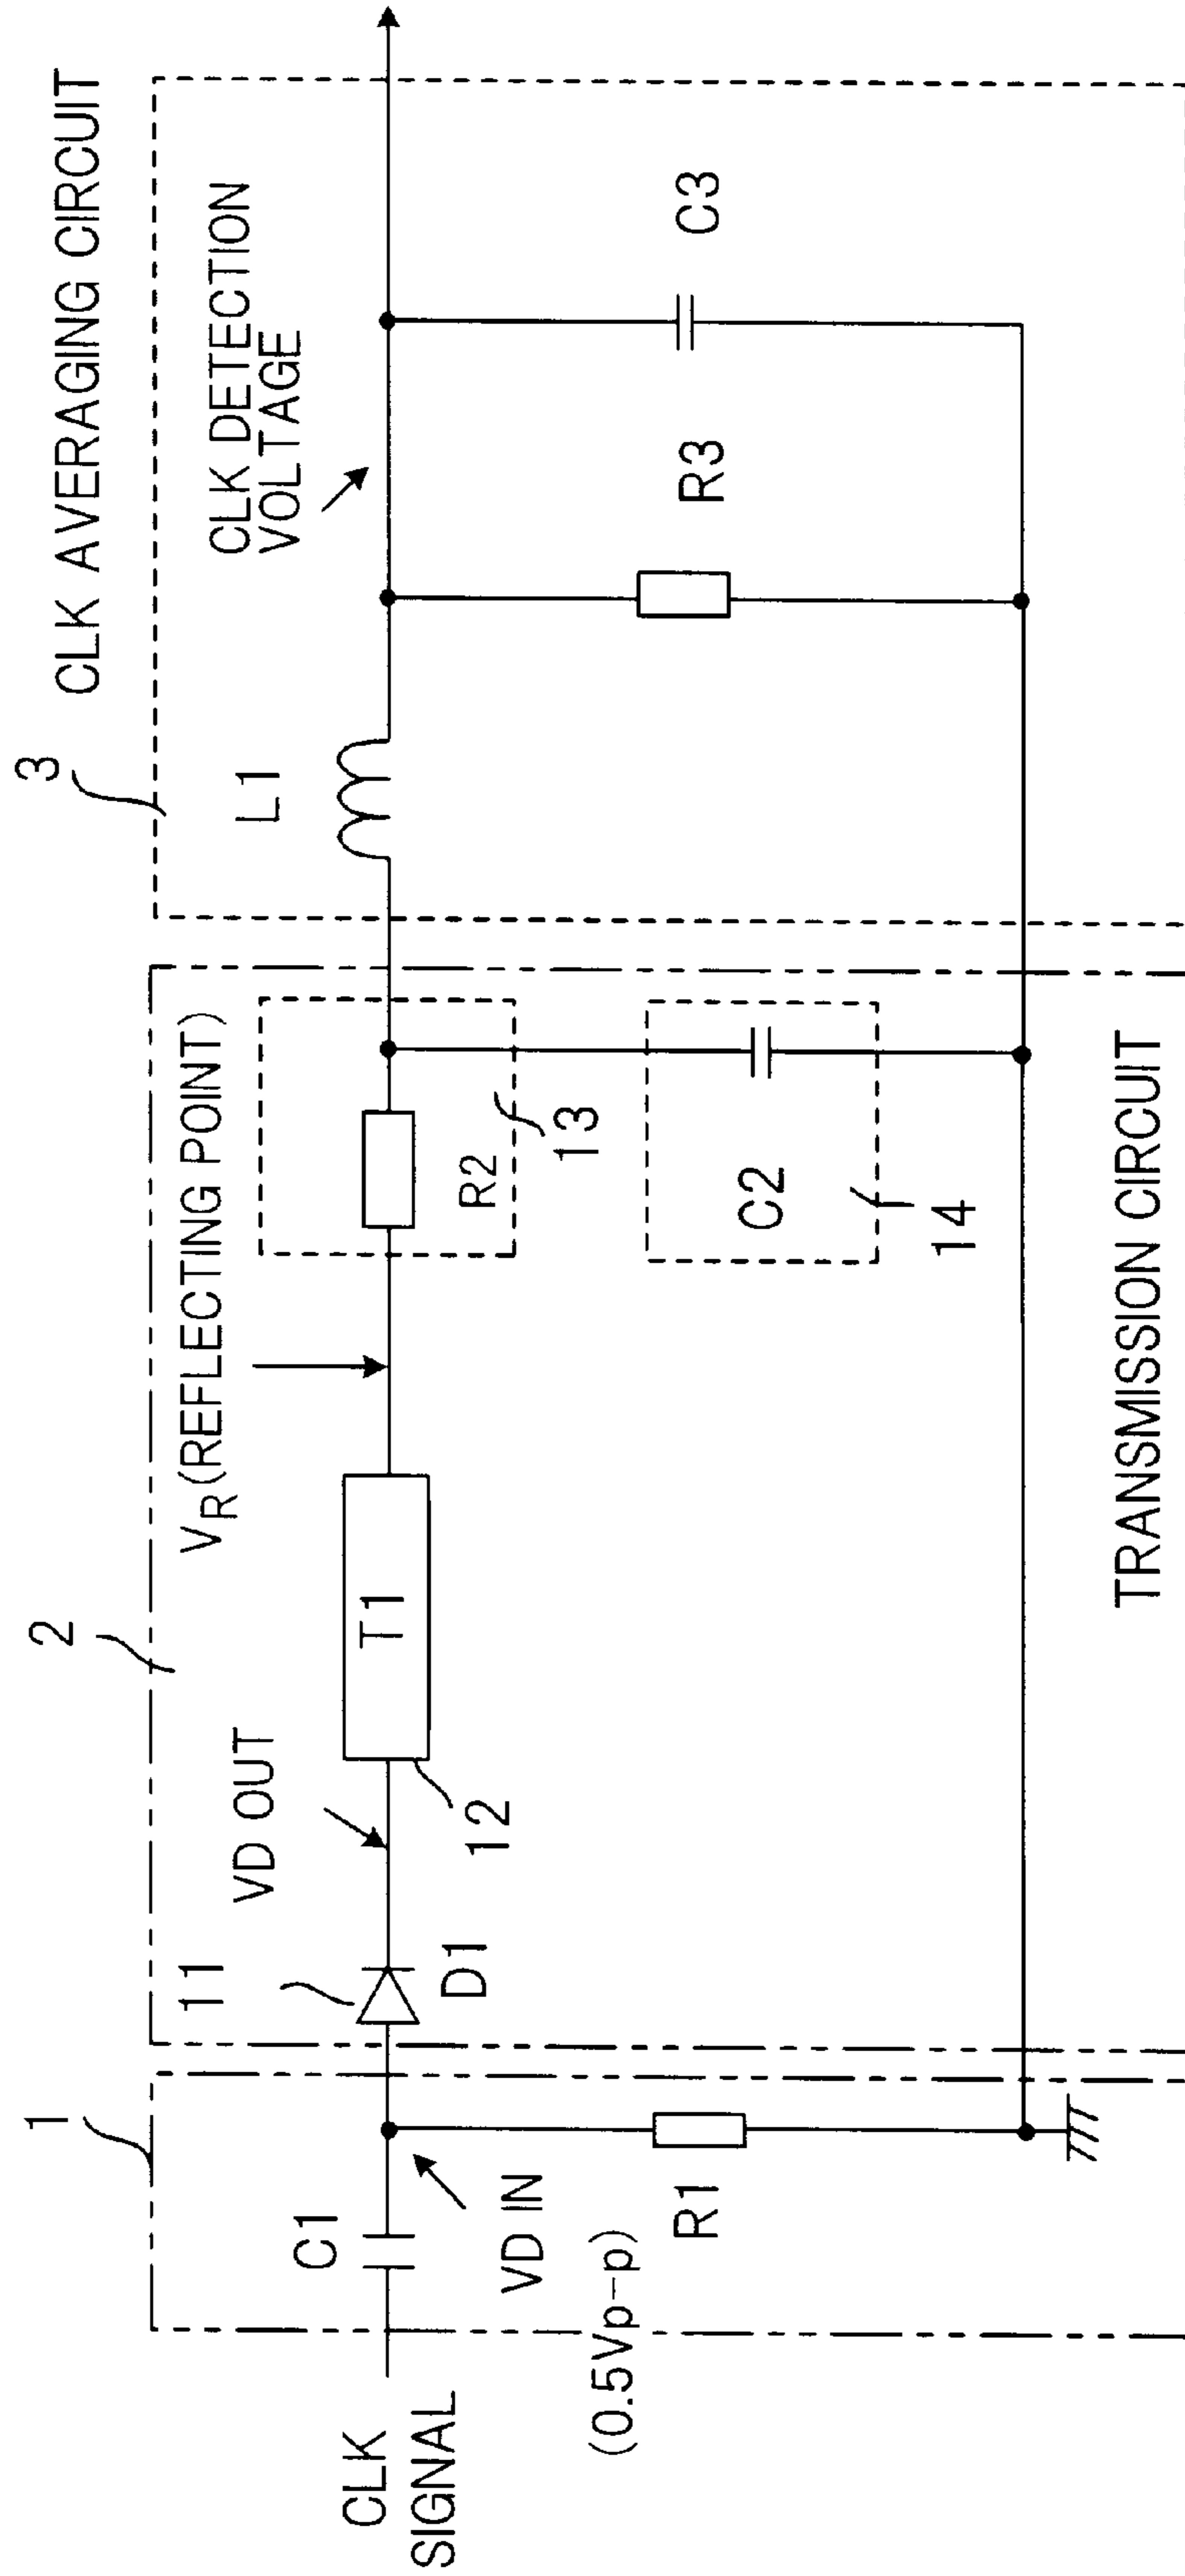 CLK AVERAGING CIRCUIT
3
CLK DETECTION
VOLTAGE
L1
R3
C3
2
V_R(REFLECTING POINT)
VD OUT
11
D1
T1
12
R2
13
C2
14
TRANSMISSION CIRCUIT
1
C1
CLK
SIGNAL
VD IN
(0.5Vp-p)
R1